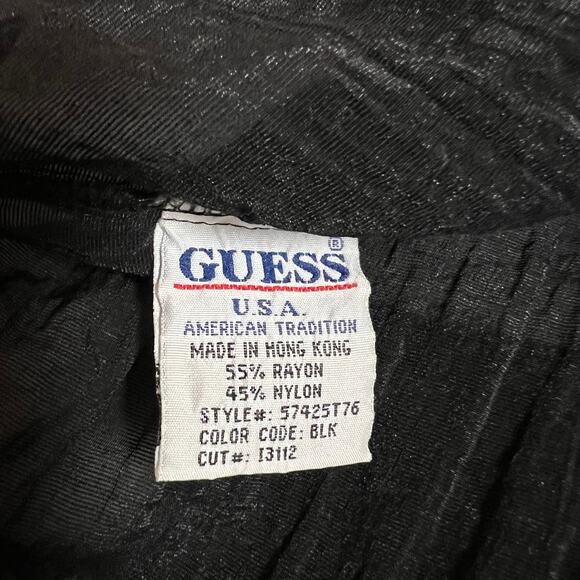 GUESS®
U.S.A.
AMERICAN TRADITION
MADE IN HONG KONG
55% RAYON
45% NYLON
STYLE#: 57425T76
COLOR CODE: BLK
CUT#: I3112